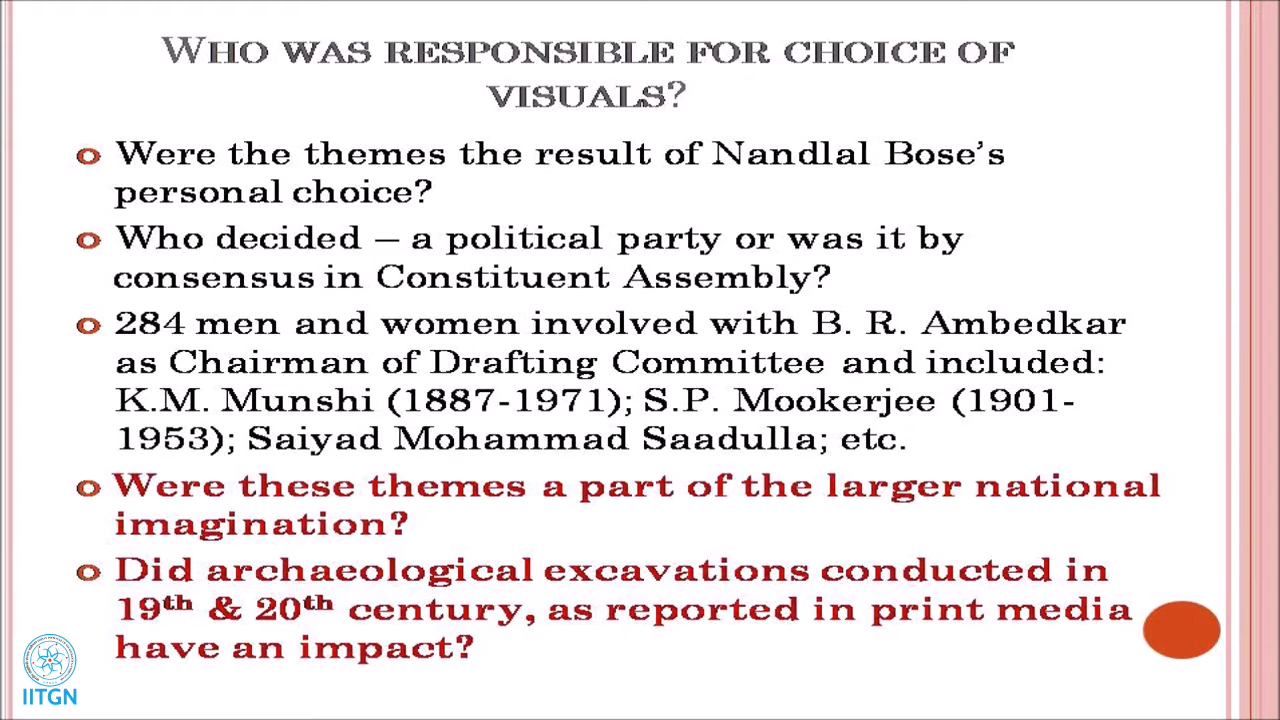 WHO WAS RESPONSIBLE FOR CHOICE OF
VISUALS?
Were the themes the result of Nandlal Bose's
personal choice?
Who decided – a political party or was it by
consensus in Constituent Assembly?
284 men and women involved with B. R. Ambedkar
as Chairman of Drafting Committee and included:
K.M. Munshi (1887-1971); S.P. Mookerjee (1901-
1953); Saiyad Mohammad Saadulla; etc.
Were these themes a part of the larger national
imagination?
Did archaeological excavations conducted in
19th & 20th century, as reported in print media
have an impact?
IITGN